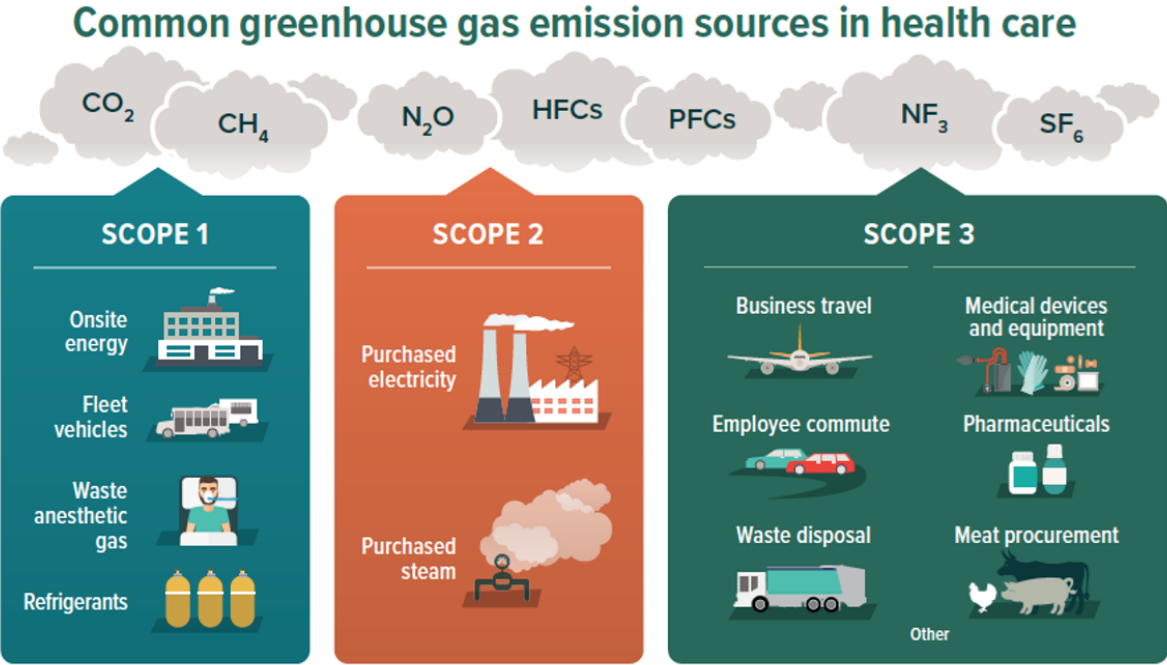 Common greenhouse gas emission sources in health care
CO₂
CH₄
N₂O
HFCs
PFCs
NF₃
SF₆
SCOPE 1
Onsite
energy
Fleet
vehicles
Waste
anesthetic
gas
Refrigerants
SCOPE 2
Purchased
electricity
Purchased
steam
SCOPE 3
Business travel
Employee commute
Waste disposal
Medical devices
and equipment
Pharmaceuticals
Meat procurement
Other